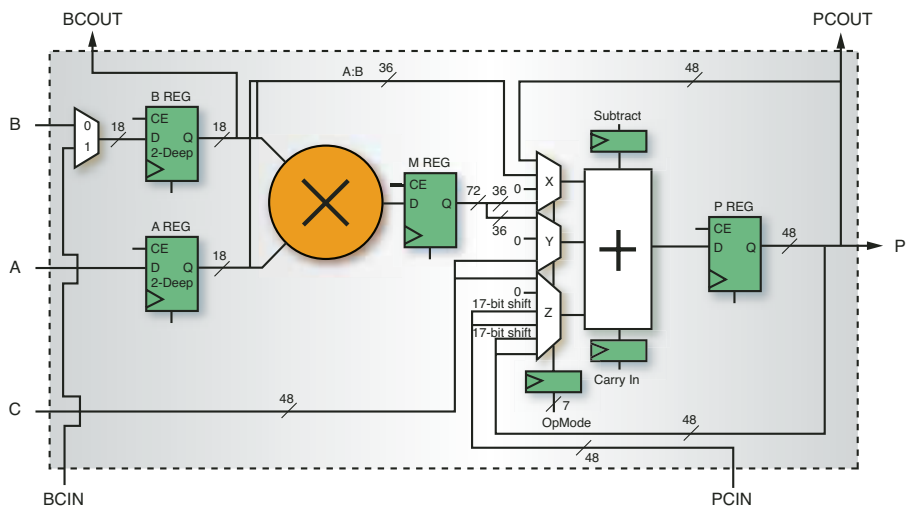 BCOUT
PCOUT
A:B
36
48
B REG
Subtract
B
0
1
18
CE
D
Q
2-Deep
18
M REG
CE
D
Q
72
36
36
0
X
0
Y
A REG
CE
D
Q
2-Deep
18
A
P REG
CE
D
Q
48
P
0
17-bit shift
17-bit shift
Z
Carry In
7
OpMode
C
48
48
48
BCIN
PCIN